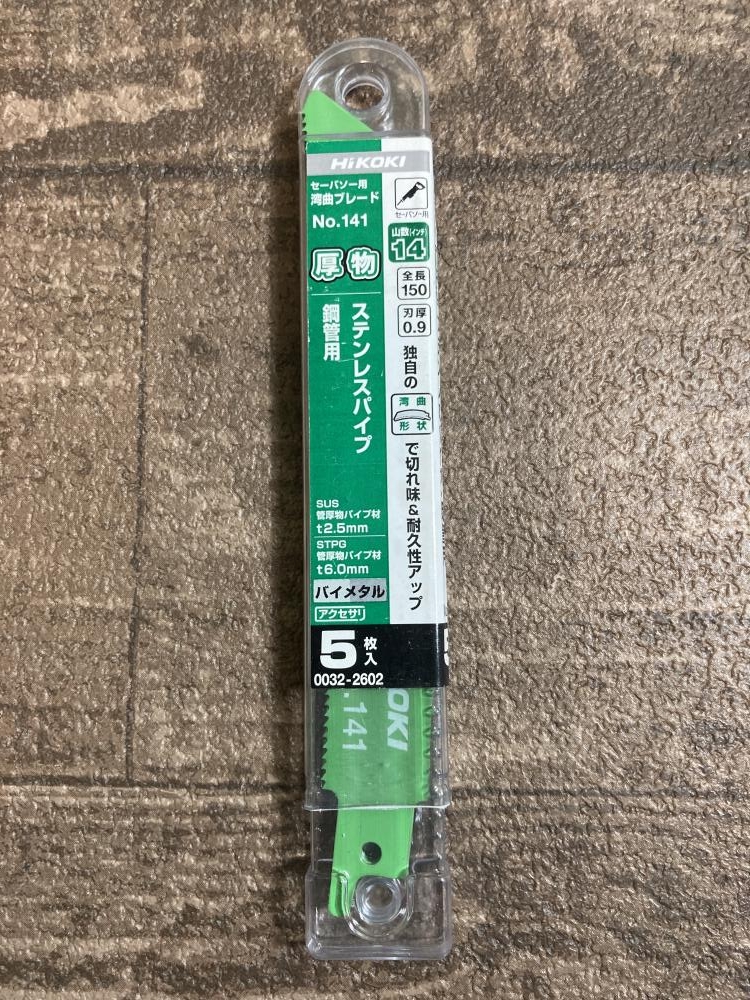 HiKOKI
セーバソー用
湾曲ブレード
No.141
厚物
ステンレスパイプ
鋼管用
SUS
管厚物パイプ材
t2.5mm
STPG
管厚物パイプ材
t6.0mm
バイメタル
アクセサリ
5枚入
0032-2602
セーバソー用
山数(インチ)
14
全長
150
刃厚
0.9
独自の
湾曲
形状
で切れ味&耐久性アップ
5
KOKI
.141